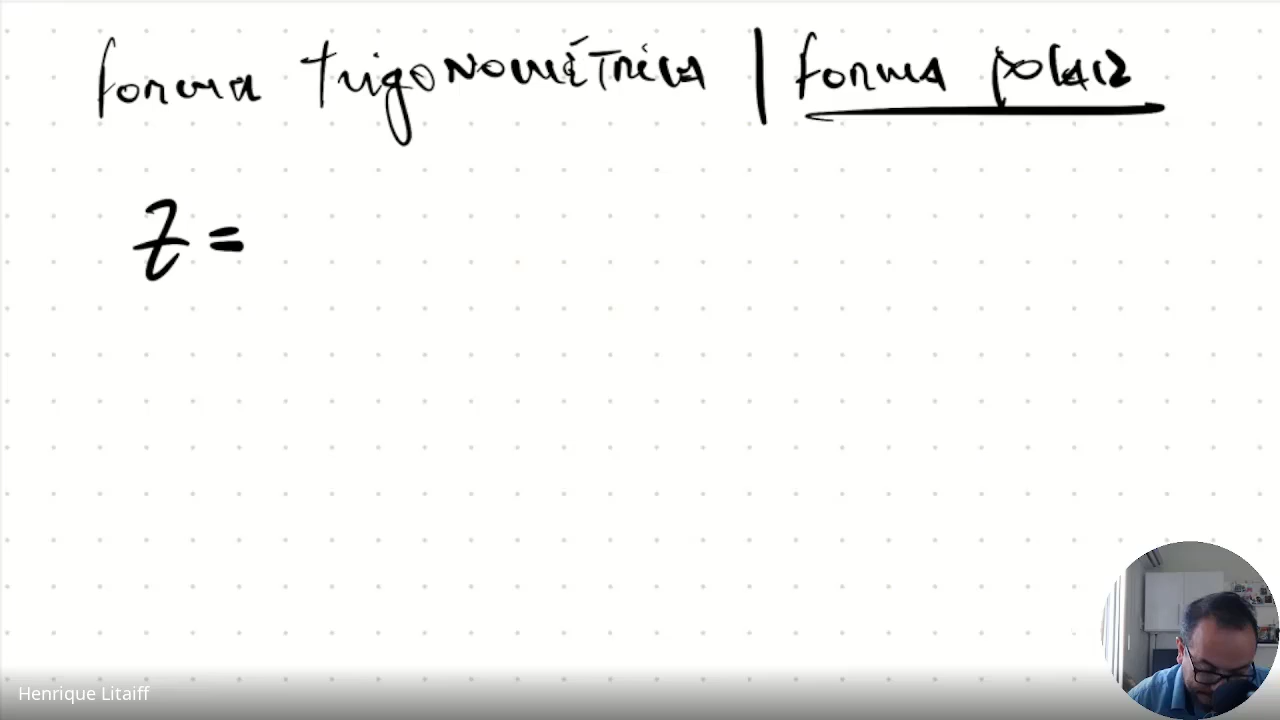 forma trigonométrica | forma polar
Z =
Henrique Litaiff